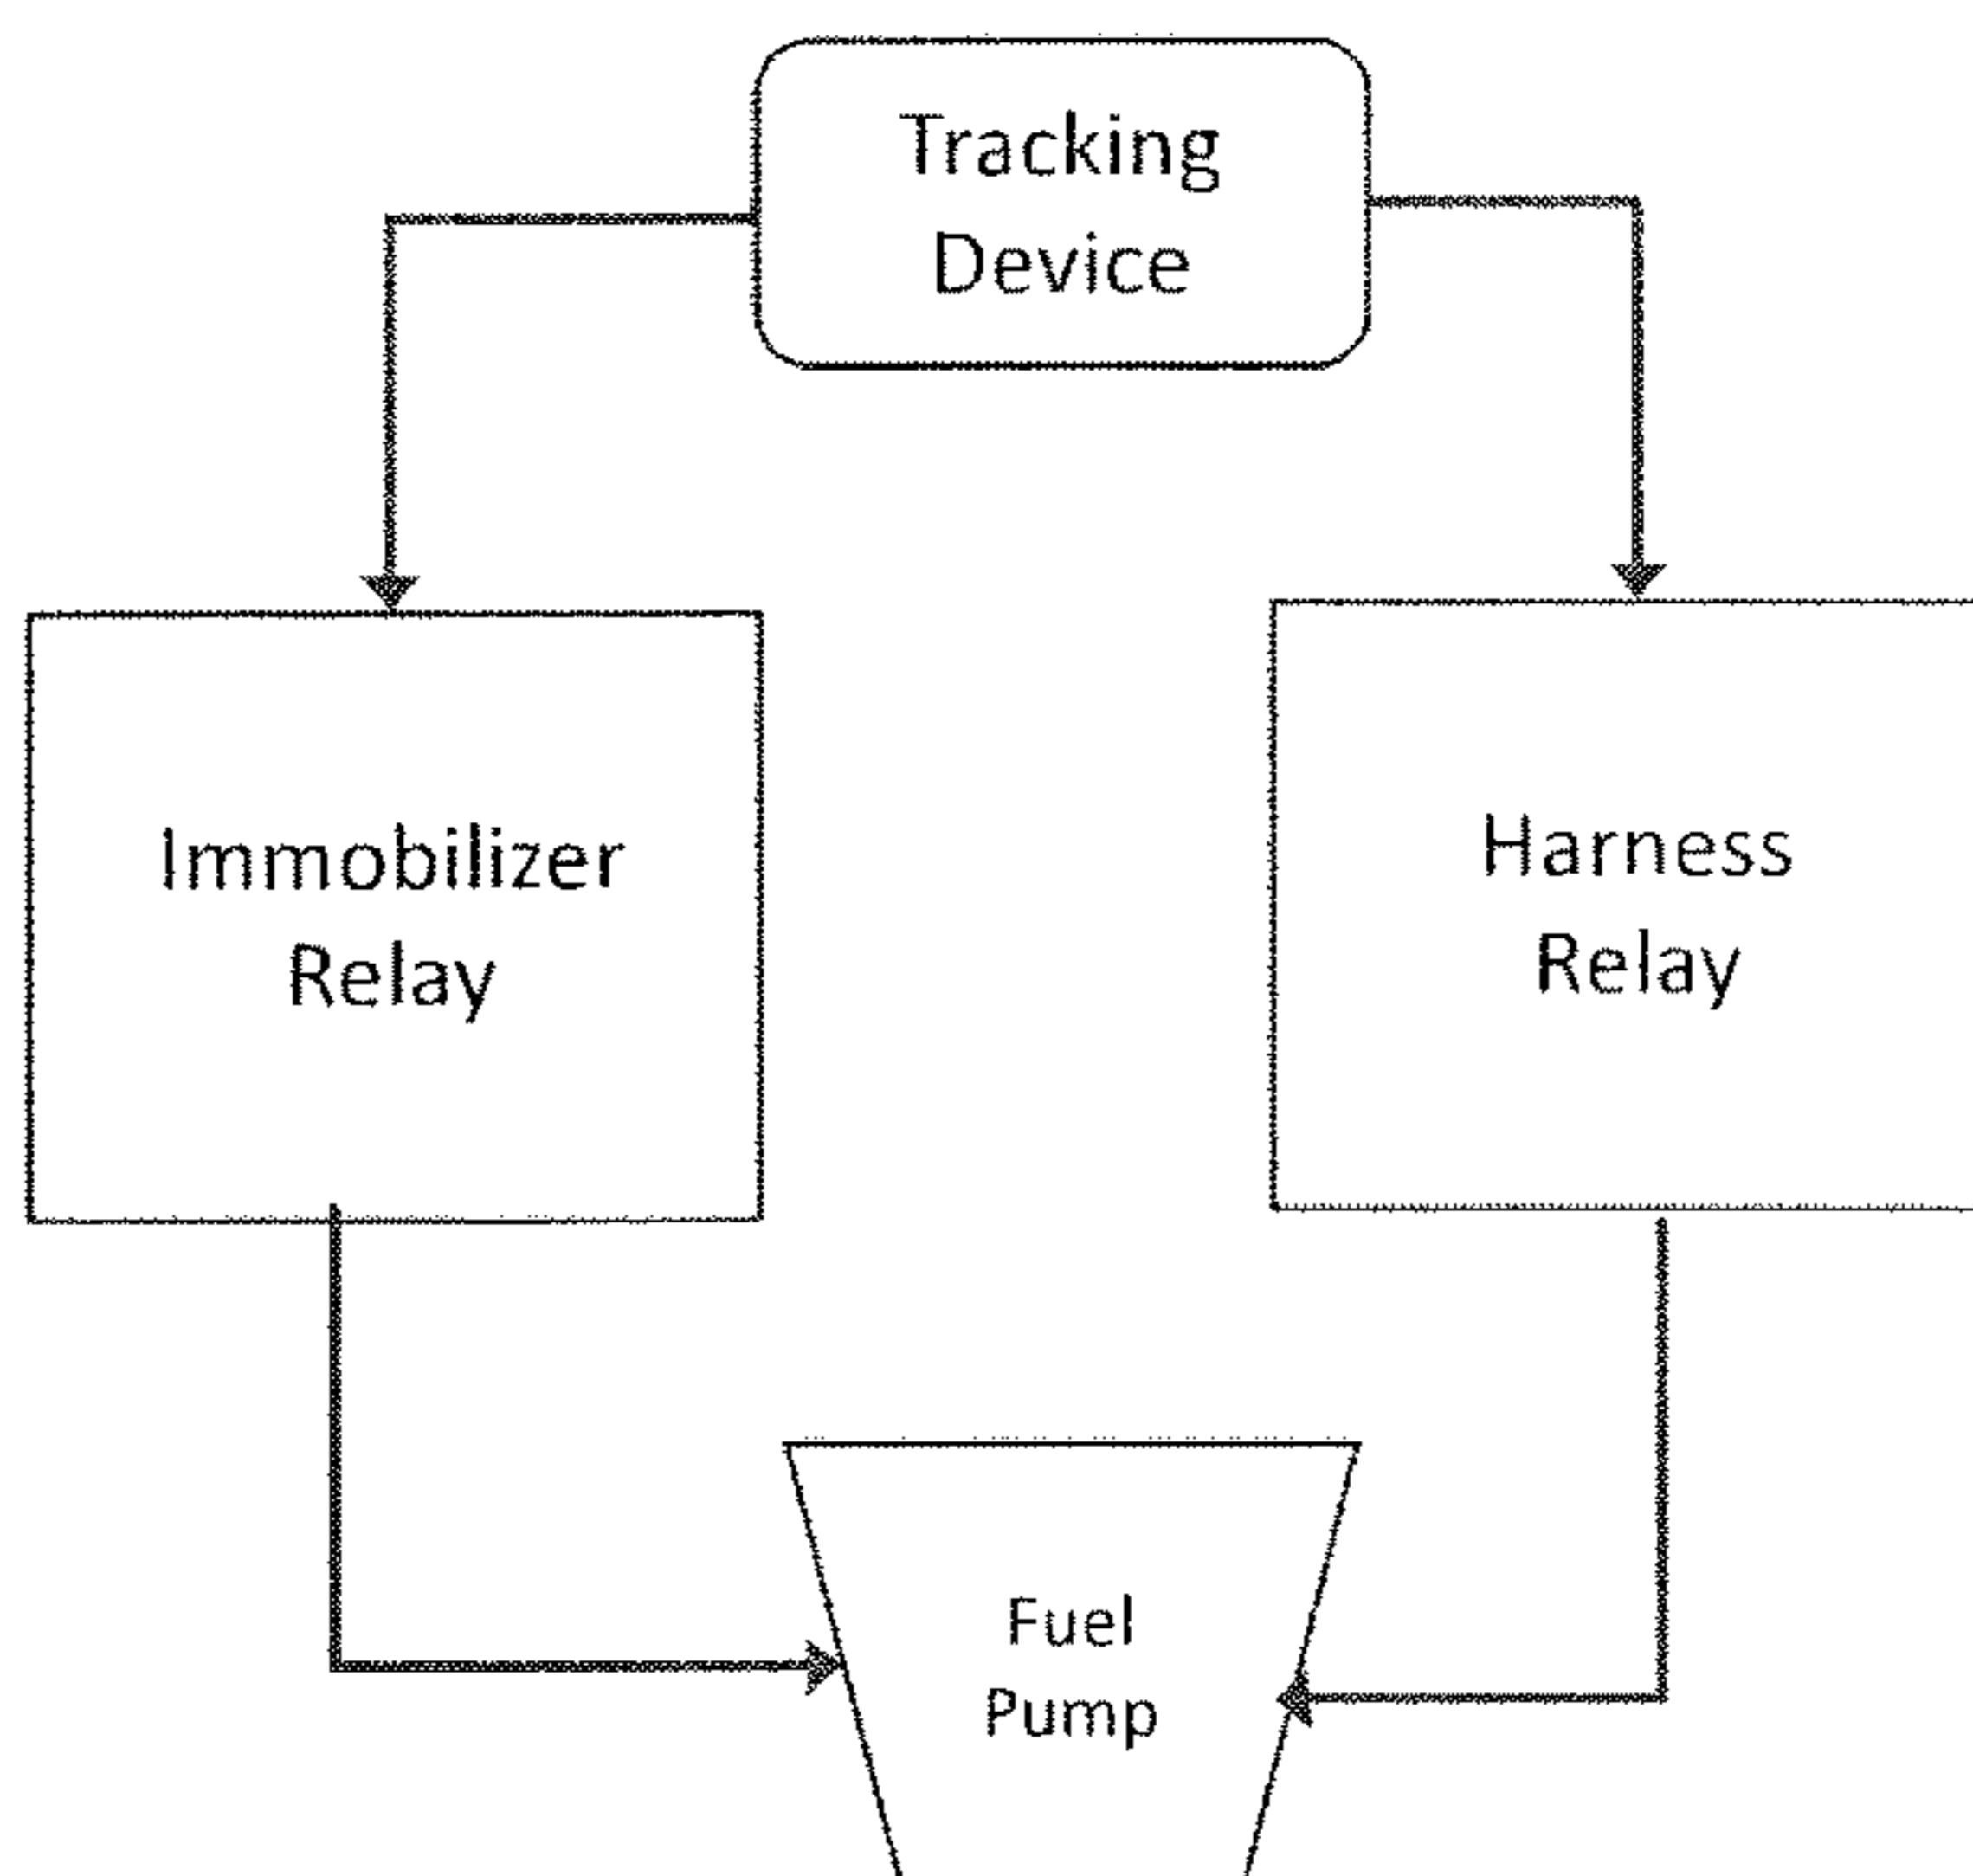 Tracking
Device
Immobilizer
Relay
Harness
Relay
Fuel
Pump